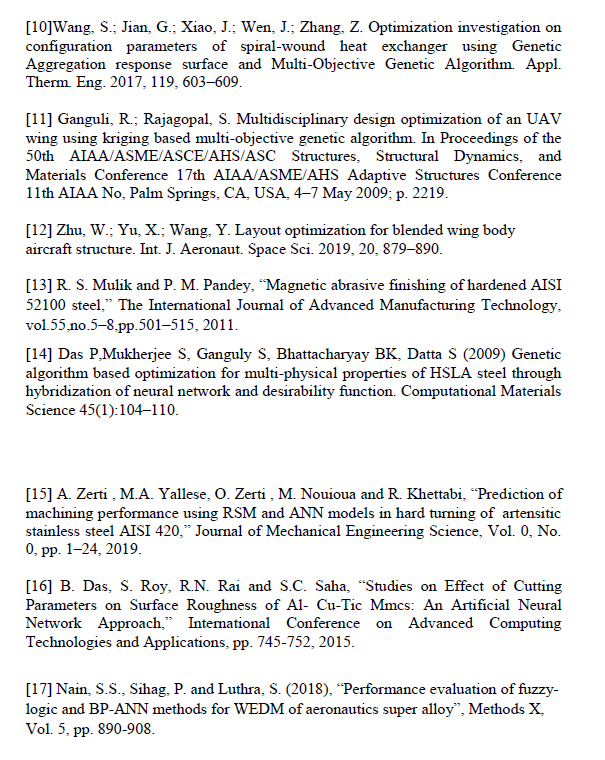 [10]Wang, S.; Jian, G.; Xiao, J.; Wen, J.; Zhang, Z. Optimization investigation on
configuration parameters of spiral-wound heat exchanger using Genetic
Aggregation response surface and Multi-Objective Genetic Algorithm. Appl.
Therm. Eng. 2017, 119, 603–609.
[11] Ganguli, R.; Rajagopal, S. Multidisciplinary design optimization of an UAV
wing using kriging based multi-objective genetic algorithm. In Proceedings of the
50th AIAA/ASME/ASCE/AHS/ASC Structures, Structural Dynamics, and
Materials Conference 17th AIAA/ASME/AHS Adaptive Structures Conference
11th AIAA No, Palm Springs, CA, USA, 4–7 May 2009; p. 2219.
[12] Zhu, W.; Yu, X.; Wang, Y. Layout optimization for blended wing body
aircraft structure. Int. J. Aeronaut. Space Sci. 2019, 20, 879–890.
[13] R. S. Mulik and P. M. Pandey, “Magnetic abrasive finishing of hardened AISI
52100 steel,” The International Journal of Advanced Manufacturing Technology,
vol.55,no.5–8,pp.501–515, 2011.
[14] Das P,Mukherjee S, Ganguly S, Bhattacharyay BK, Datta S (2009) Genetic
algorithm based optimization for multi-physical properties of HSLA steel through
hybridization of neural network and desirability function. Computational Materials
Science 45(1):104–110.
[15] A. Zerti , M.A. Yallese, O. Zerti , M. Nouioua and R. Khettabi, “Prediction of
machining performance using RSM and ANN models in hard turning of artensitic
stainless steel AISI 420,” Journal of Mechanical Engineering Science, Vol. 0, No.
0, pp. 1–24, 2019.
[16] B. Das, S. Roy, R.N. Rai and S.C. Saha, “Studies on Effect of Cutting
Parameters on Surface Roughness of Al- Cu-Tic Mmcs: An Artificial Neural
Network Approach,” International Conference on Advanced Computing
Technologies and Applications, pp. 745-752, 2015.
[17] Nain, S.S., Sihag, P. and Luthra, S. (2018), “Performance evaluation of fuzzy-
logic and BP-ANN methods for WEDM of aeronautics super alloy”, Methods X,
Vol. 5, pp. 890-908.